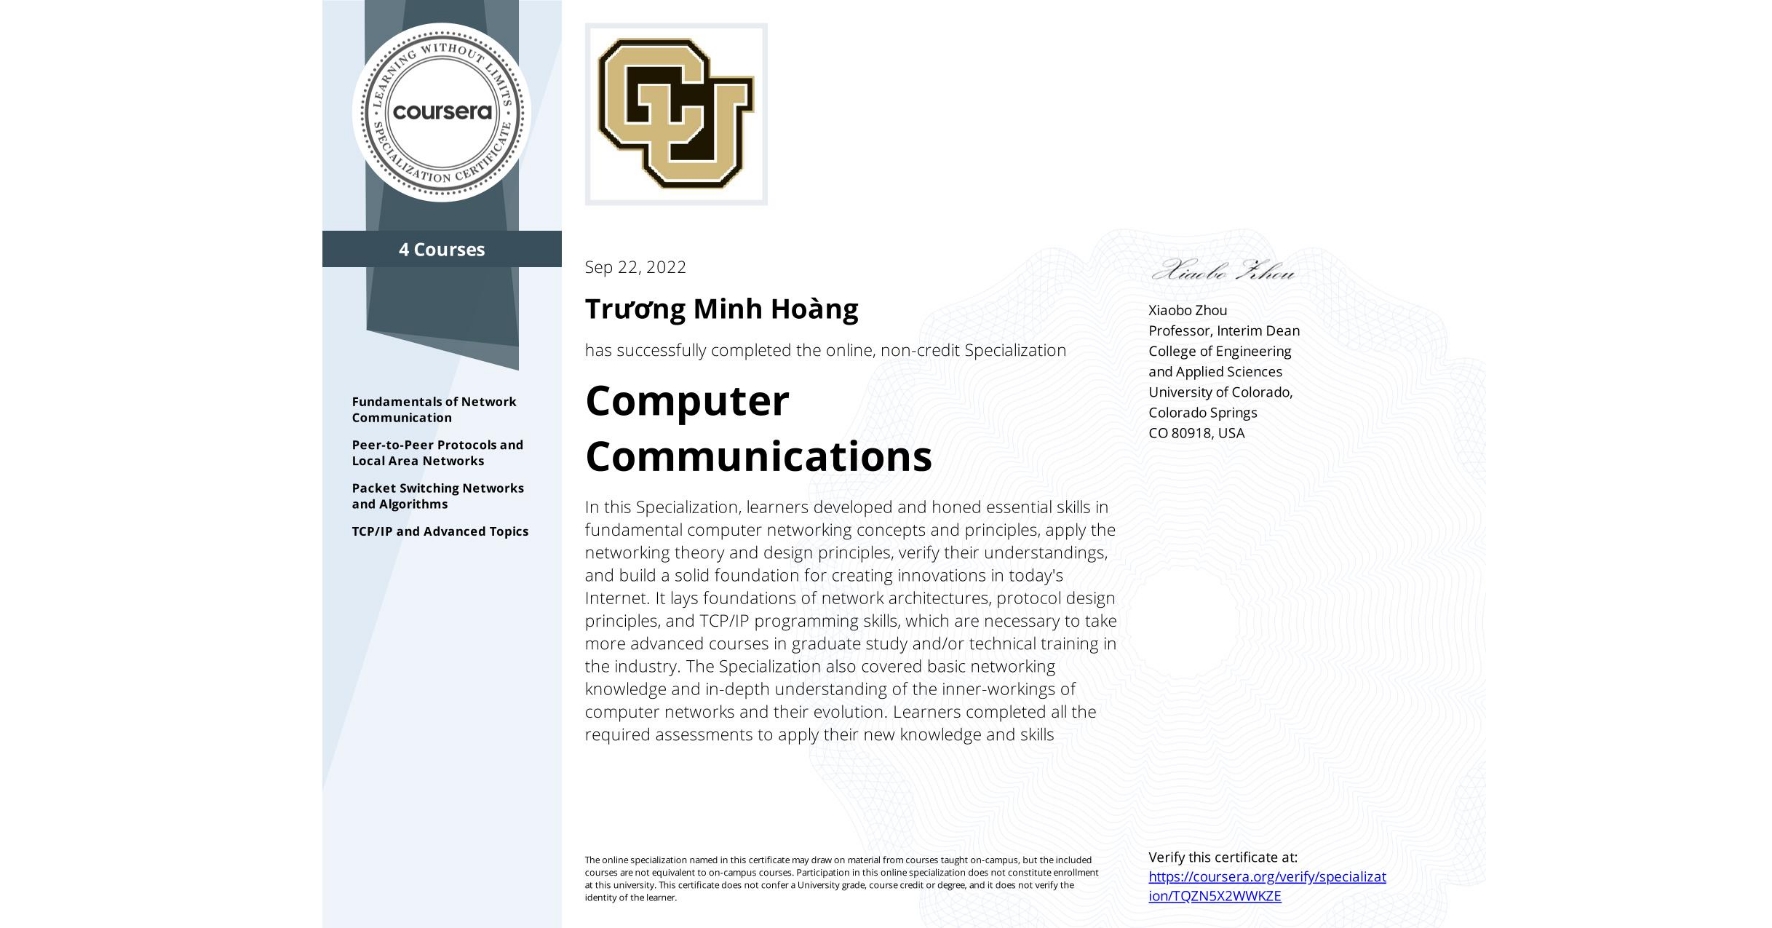 LEARNING WITHOUT LIMITS
coursera
SPECIALIZATION CERTIFICATE
4 Courses
Fundamentals of Network
Communication
Peer-to-Peer Protocols and
Local Area Networks
Packet Switching Networks
and Algorithms
TCP/IP and Advanced Topics
CU
Sep 22, 2022
Trương Minh Hoàng
has successfully completed the online, non-credit Specialization
Computer
Communications
In this Specialization, learners developed and honed essential skills in
fundamental computer networking concepts and principles, apply the
networking theory and design principles, verify their understandings,
and build a solid foundation for creating innovations in today's
Internet. It lays foundations of network architectures, protocol design
principles, and TCP/IP programming skills, which are necessary to take
more advanced courses in graduate study and/or technical training in
the industry. The Specialization also covered basic networking
knowledge and in-depth understanding of the inner-workings of
computer networks and their evolution. Learners completed all the
required assessments to apply their new knowledge and skills
Xiaobo Zhou
Xiaobo Zhou
Professor, Interim Dean
College of Engineering
and Applied Sciences
University of Colorado,
Colorado Springs
CO 80918, USA
The online specialization named in this certificate may draw on material from courses taught on-campus, but the included
courses are not equivalent to on-campus courses. Participation in this online specialization does not constitute enrollment
at this university. This certificate does not confer a University grade, course credit or degree, and it does not verify the
identity of the learner.
Verify this certificate at:
https://coursera.org/verify/specializat
ion/TQZN5X2WWKZE